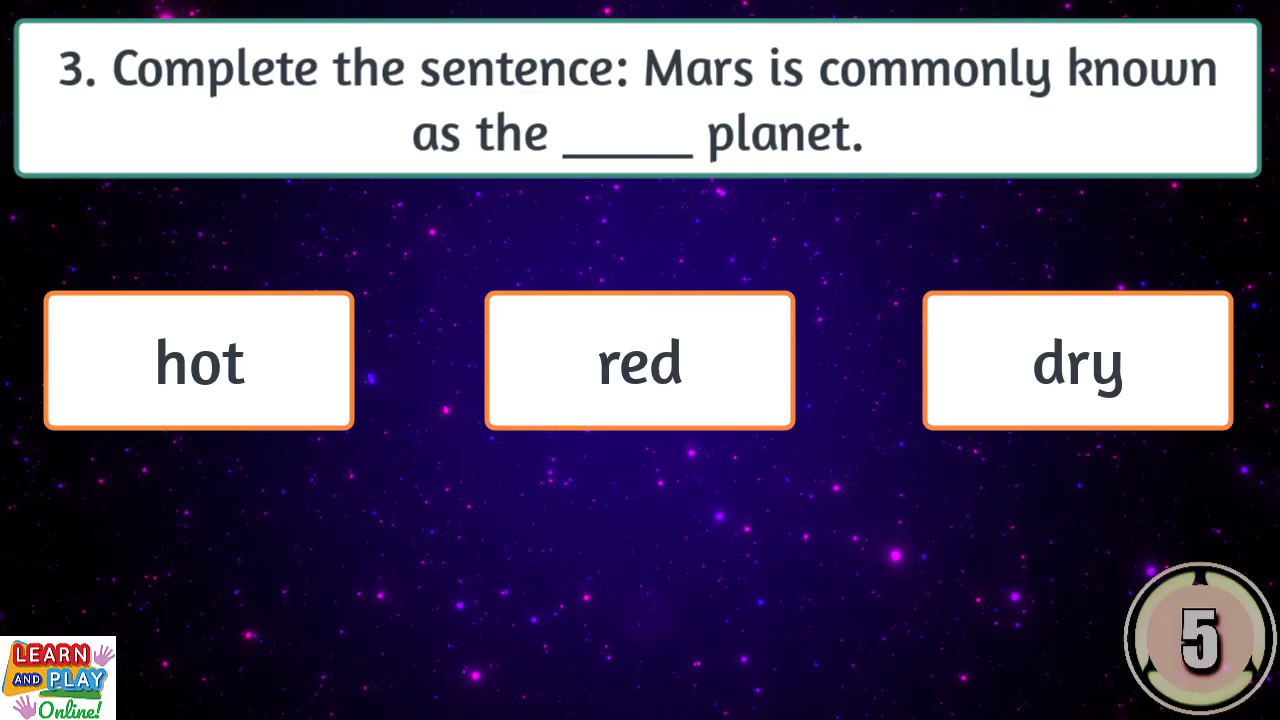 3. Complete the sentence: Mars is commonly known
as the _____ planet.
hot
red
dry
5
LEARN
AND PLAY
Online!